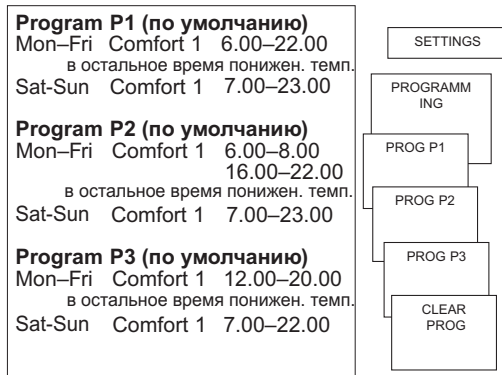 Program P1 (по умолчанию)
Mon–Fri Comfort 1 6.00–22.00
в остальное время понижен. темп.
Sat-Sun Comfort 1 7.00–23.00
Program P2 (по умолчанию)
Mon–Fri Comfort 1 6.00–8.00
16.00–22.00
в остальное время понижен. темп.
Sat-Sun Comfort 1 7.00–23.00
Program P3 (по умолчанию)
Mon–Fri Comfort 1 12.00–20.00
в остальное время понижен. темп.
Sat-Sun Comfort 1 7.00–22.00
SETTINGS
PROGRAMM
ING
PROG P1
PROG P2
PROG P3
CLEAR
PROG